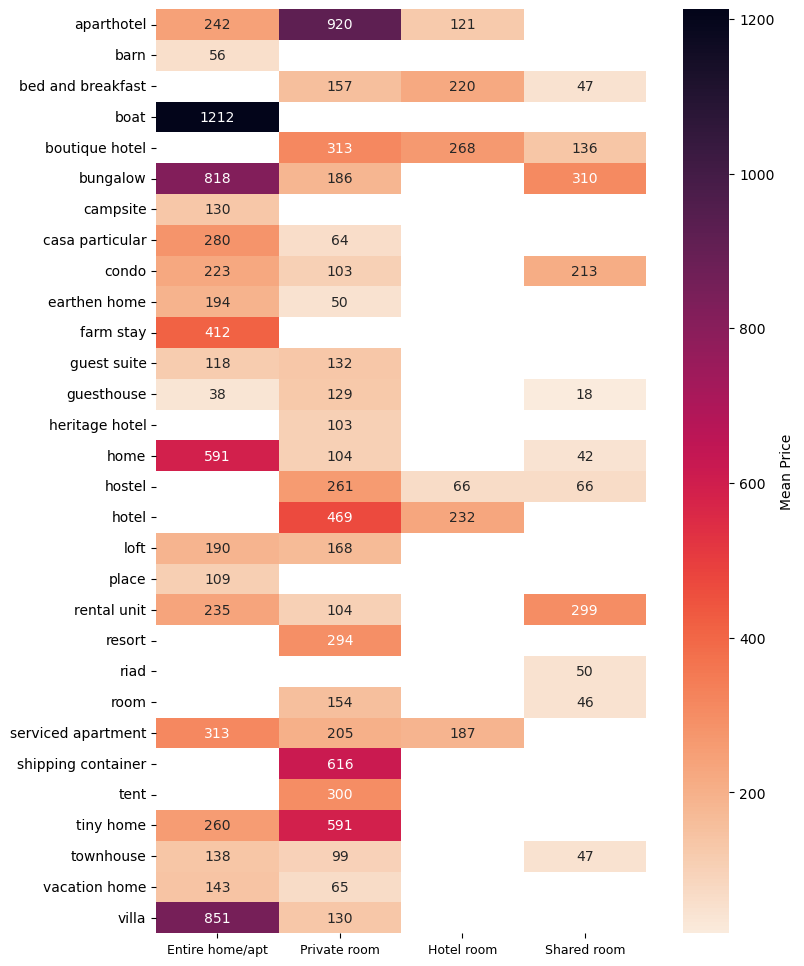 aparthotel 242 920 121
barn 56
bed and breakfast 157 220 47
boat 1212
boutique hotel 313 268 136
bungalow 818 186 310
campsite 130
casa particular 280 64
condo 223 103 213
earthen home 194 50
farm stay 412
guest suite 118 132
guesthouse 38 129 18
heritage hotel 103
home 591 104 42
hostel 261 66 66
hotel 469 232
loft 190 168
place 109
rental unit 235 104 299
resort 294
riad 50
room 154 46
serviced apartment 313 205 187
shipping container 616
tent 300
tiny home 260 591
townhouse 138 99 47
vacation home 143 65
villa 851 130
Entire home/apt Private room Hotel room Shared room
1200
1000
800
600
400
200
Mean Price